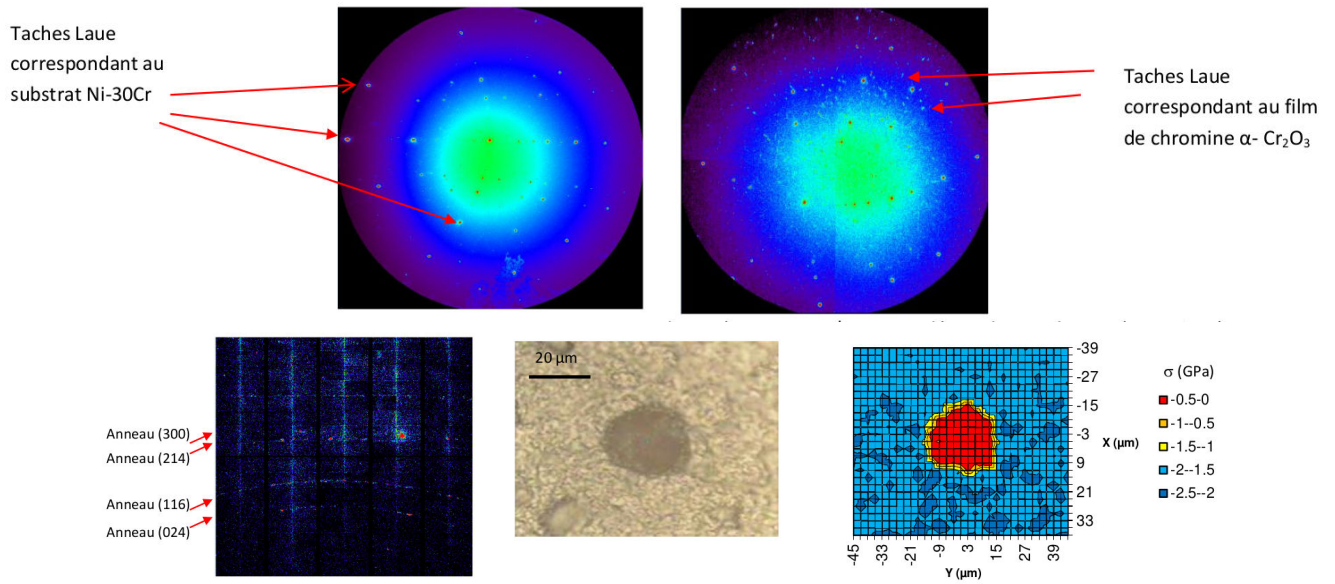 Taches Laue
correspondant au
substrat Ni-30Cr
Taches Laue
correspondant au film
de chromine α- Cr₂O₃
Anneau (300)
Anneau (214)
Anneau (116)
Anneau (024)
20 µm
-39
-27
-15
-3
9
21
33
X (µm)
-45
-33
-21
-9
3
15
27
39
Y (µm)
σ (GPa)
-0.5-0
-1--0.5
-1.5--1
-2--1.5
-2.5--2